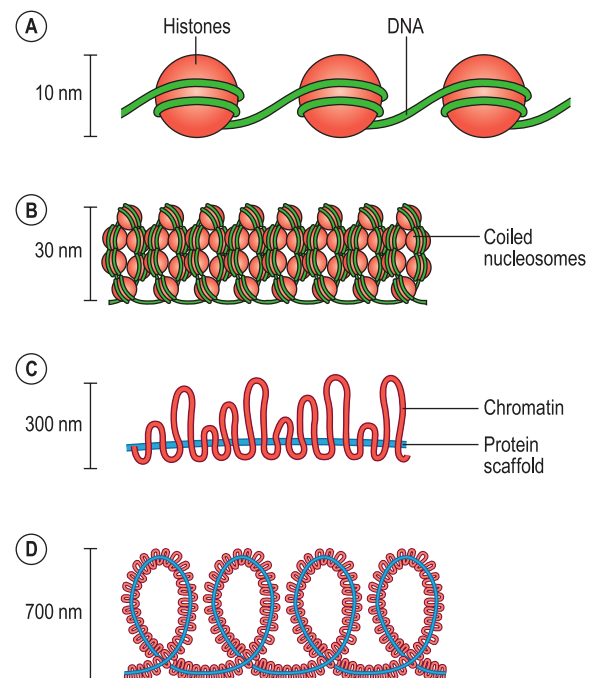 A
Histones
DNA
10 nm
B
30 nm
Coiled
nucleosomes
C
300 nm
Chromatin
Protein
scaffold
D
700 nm